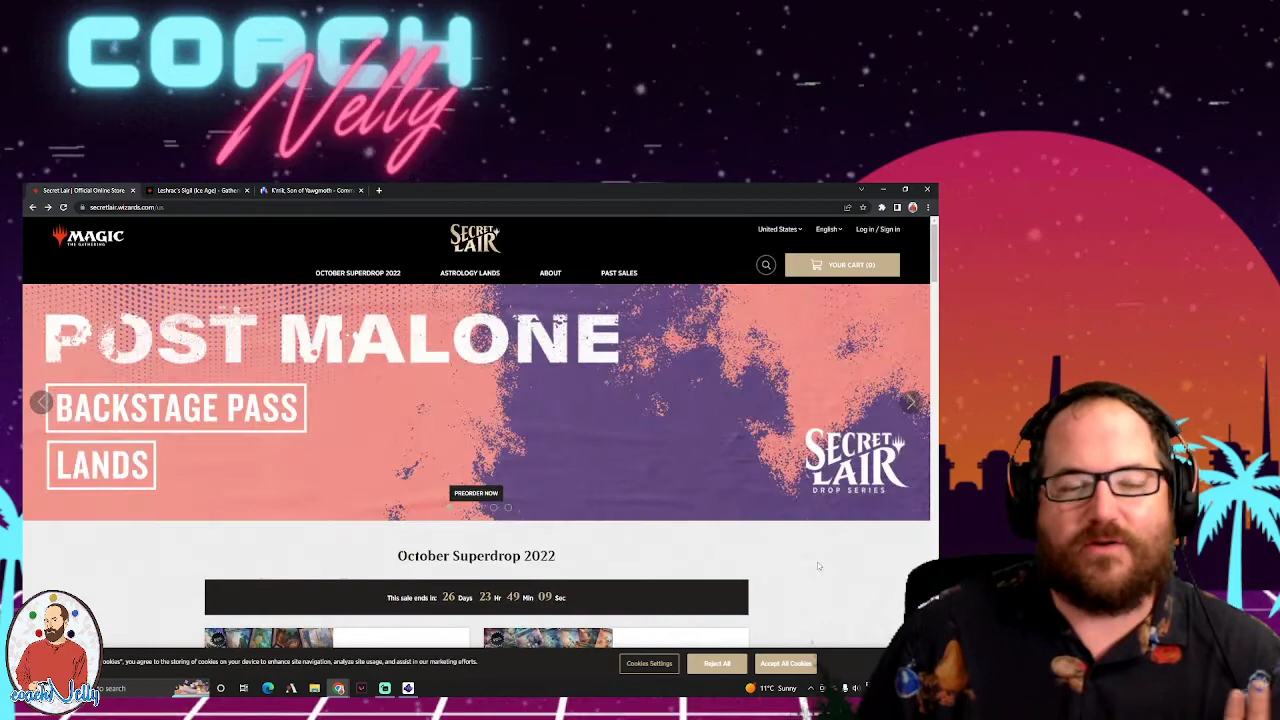 COACH
Nelly
Secret Lair | Official Online Store
Leshrac's Sigil (Ice Age) - Gather
K'rrik, Son of Yawgmoth - Comm
secretlair.wizards.com/us
MAGIC
THE GATHERING
SECRET
LAIR
United States
English
Log in / Sign in
OCTOBER SUPERDROP 2022
ASTROLOGY LANDS
ABOUT
PAST SALES
YOUR CART (0)
POST MALONE
BACKSTAGE PASS
LANDS
SECRET
LAIR
DROP SERIES
PREORDER NOW
October Superdrop 2022
This sale ends in: 26 Days 23 Hr 49 Min 09 Sec
cookies", you agree to the storing of cookies on your device to enhance site navigation, analyze site usage, and assist in our marketing efforts.
Cookies Settings
Reject All
Accept All Cookies
to search
11°C Sunny
Coach Nelly